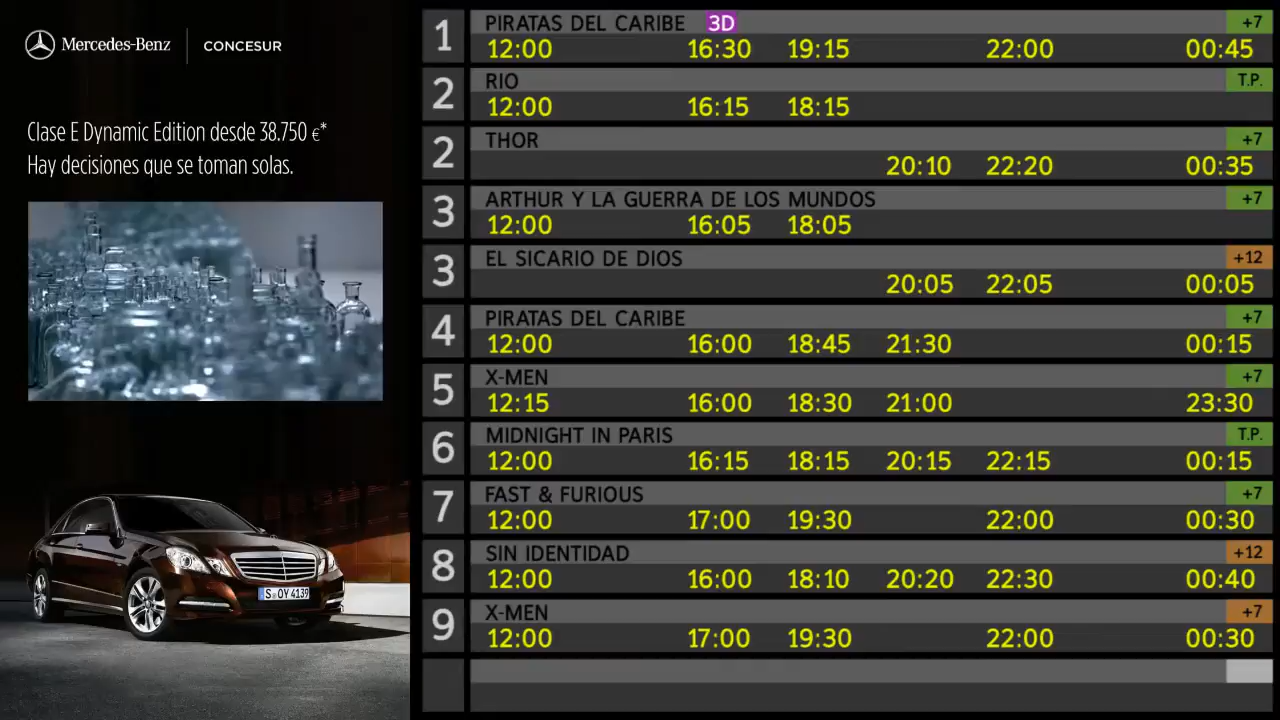 Mercedes-Benz CONCESUR
Clase E Dynamic Edition desde 38.750 €*
Hay decisiones que se toman solas.
S OY 4139
1 PIRATAS DEL CARIBE 3D +7
12:00 16:30 19:15 22:00 00:45
2 RIO T.P.
12:00 16:15 18:15
2 THOR +7
20:10 22:20 00:35
3 ARTHUR Y LA GUERRA DE LOS MUNDOS +7
12:00 16:05 18:05
3 EL SICARIO DE DIOS +12
20:05 22:05 00:05
4 PIRATAS DEL CARIBE +7
12:00 16:00 18:45 21:30 00:15
5 X-MEN +7
12:15 16:00 18:30 21:00 23:30
6 MIDNIGHT IN PARIS T.P.
12:00 16:15 18:15 20:15 22:15 00:15
7 FAST & FURIOUS +7
12:00 17:00 19:30 22:00 00:30
8 SIN IDENTIDAD +12
12:00 16:00 18:10 20:20 22:30 00:40
9 X-MEN +7
12:00 17:00 19:30 22:00 00:30